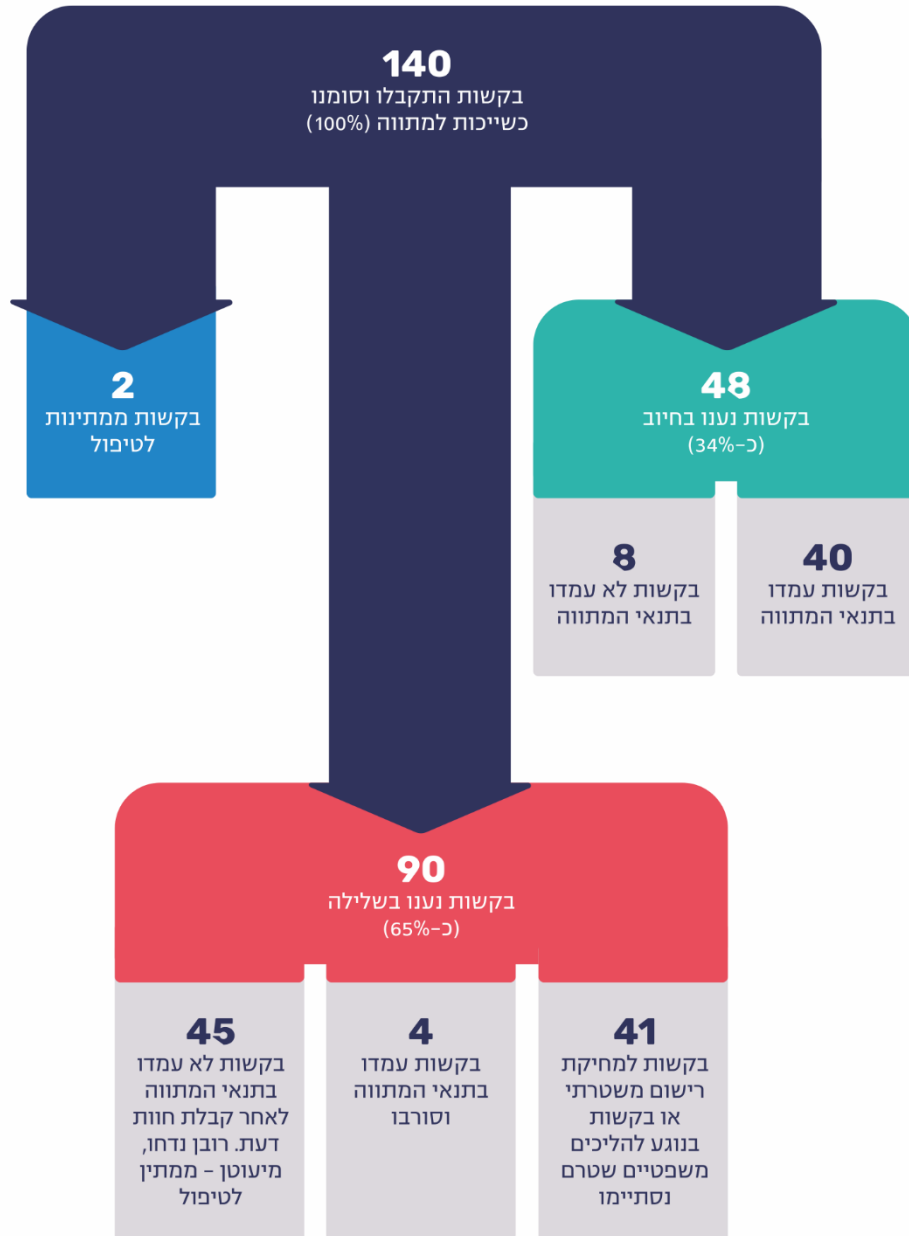 140
בקשות התקבלו וסומנו
כשייכות למתווה (100%)
48
בקשות נענו בחיוב
(כ-34%)
40
בקשות עמדו
בתנאי המתווה
8
בקשות לא עמדו
בתנאי המתווה
2
בקשות ממתינות
לטיפול
90
בקשות נענו בשלילה
(כ-65%)
41
בקשות למחיקת
רישום משטרתי
או בקשות
בנוגע להליכים
משפטיים שטרם
נסתיימו
4
בקשות עמדו
בתנאי המתווה
וסורבו
45
בקשות לא עמדו
בתנאי המתווה
לאחר קבלת חוות
דעת. רובן נדחו,
מיעוטן - ממתין
לטיפול